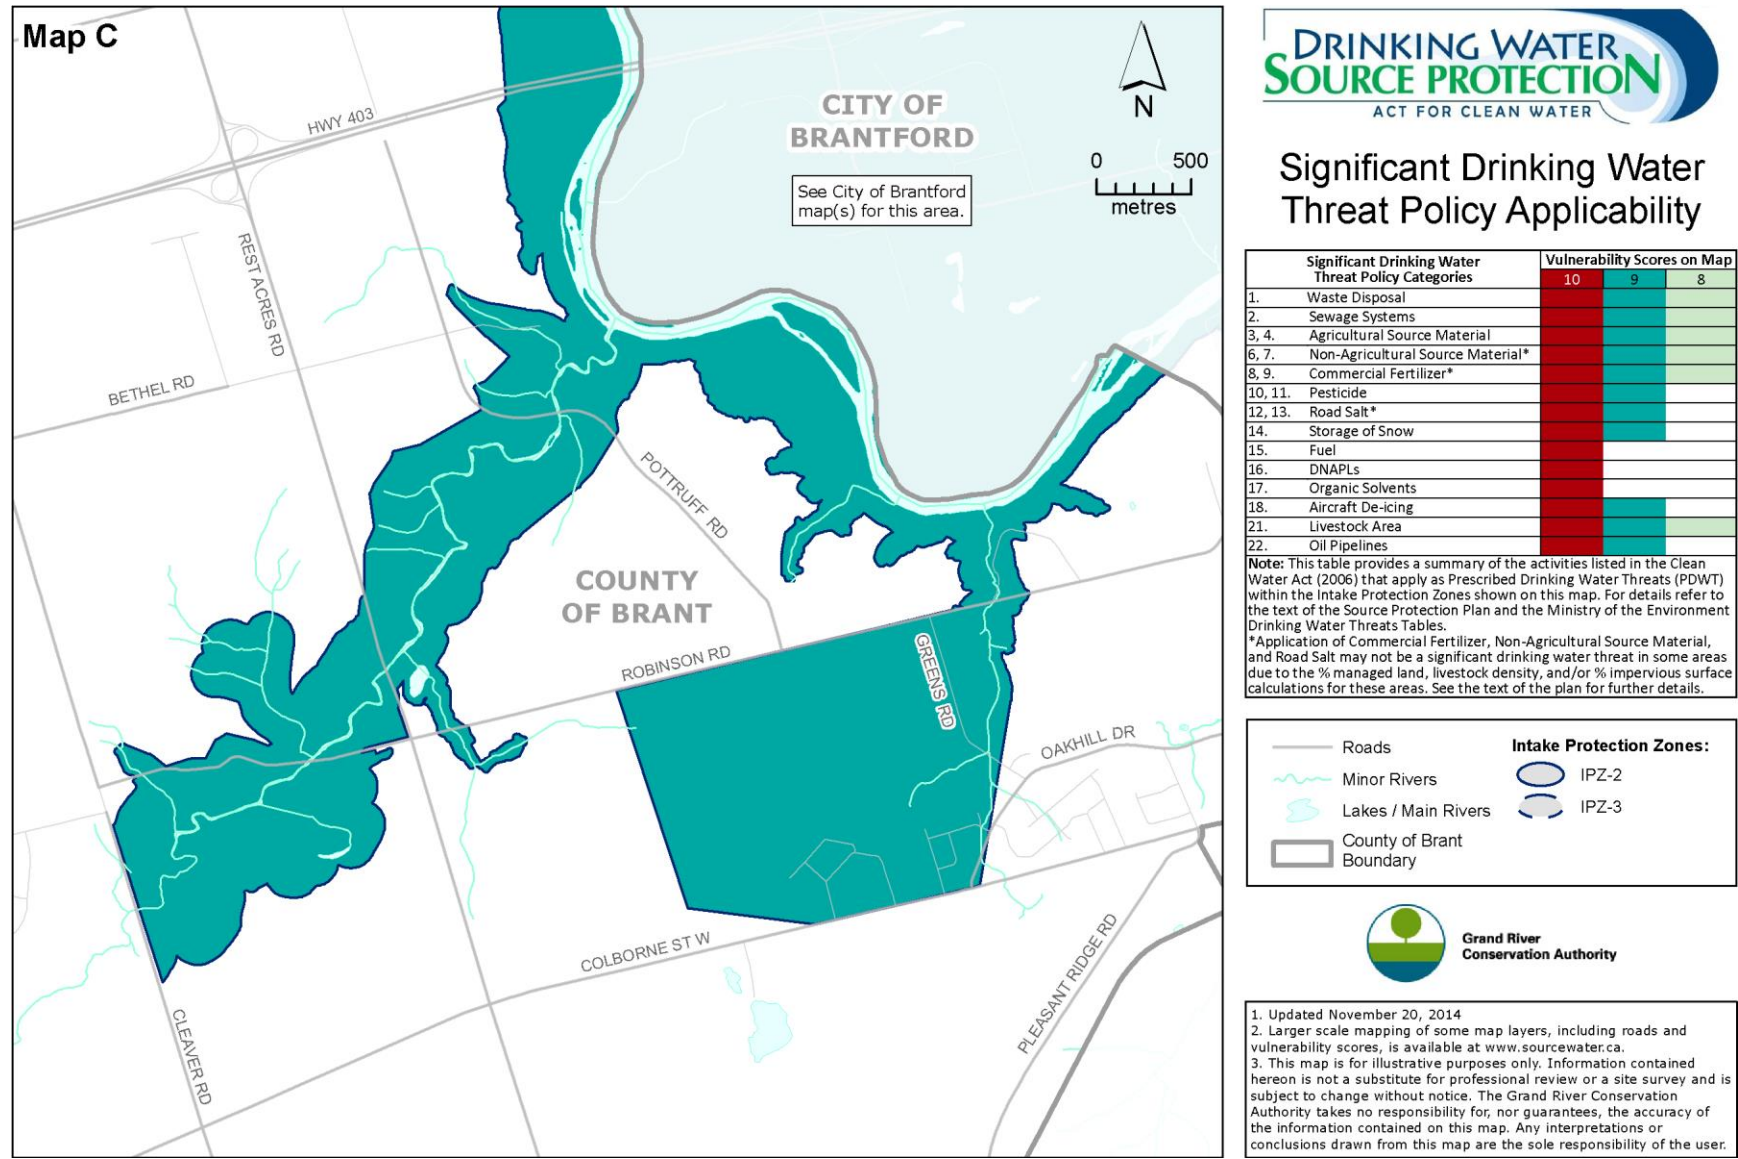 Map C
HWY 403
CITY OF
BRANTFORD
See City of Brantford
map(s) for this area.
N
0 500
metres
REST ACRES RD
BETHEL RD
POTTRUFF RD
COUNTY
OF BRANT
ROBINSON RD
GREENS RD
OAKHILL DR
COLBORNE ST W
PLEASANT RIDGE RD
CLEAVER RD
DRINKING WATER
SOURCE PROTECTION
ACT FOR CLEAN WATER
Significant Drinking Water
Threat Policy Applicability
Significant Drinking Water
Threat Policy Categories
Vulnerability Scores on Map
10 9 8
1. Waste Disposal
2. Sewage Systems
3, 4. Agricultural Source Material
6, 7. Non-Agricultural Source Material*
8, 9. Commercial Fertilizer*
10, 11. Pesticide
12, 13. Road Salt*
14. Storage of Snow
15. Fuel
16. DNAPLs
17. Organic Solvents
18. Aircraft De-icing
21. Livestock Area
22. Oil Pipelines
Note: This table provides a summary of the activities listed in the Clean
Water Act (2006) that apply as Prescribed Drinking Water Threats (PDWT)
within the Intake Protection Zones shown on this map. For details refer to
the text of the Source Protection Plan and the Ministry of the Environment
Drinking Water Threats Tables.
*Application of Commercial Fertilizer, Non-Agricultural Source Material,
and Road Salt may not be a significant drinking water threat in some areas
due to the % managed land, livestock density, and/or % impervious surface
calculations for these areas. See the text of the plan for further details.
Roads
Minor Rivers
Lakes / Main Rivers
County of Brant
Boundary
Intake Protection Zones:
IPZ-2
IPZ-3
Grand River
Conservation Authority
1. Updated November 20, 2014
2. Larger scale mapping of some map layers, including roads and
vulnerability scores, is available at www.sourcewater.ca.
3. This map is for illustrative purposes only. Information contained
hereon is not a substitute for professional review or a site survey and is
subject to change without notice. The Grand River Conservation
Authority takes no responsibility for, nor guarantees, the accuracy of
the information contained on this map. Any interpretations or
conclusions drawn from this map are the sole responsibility of the user.